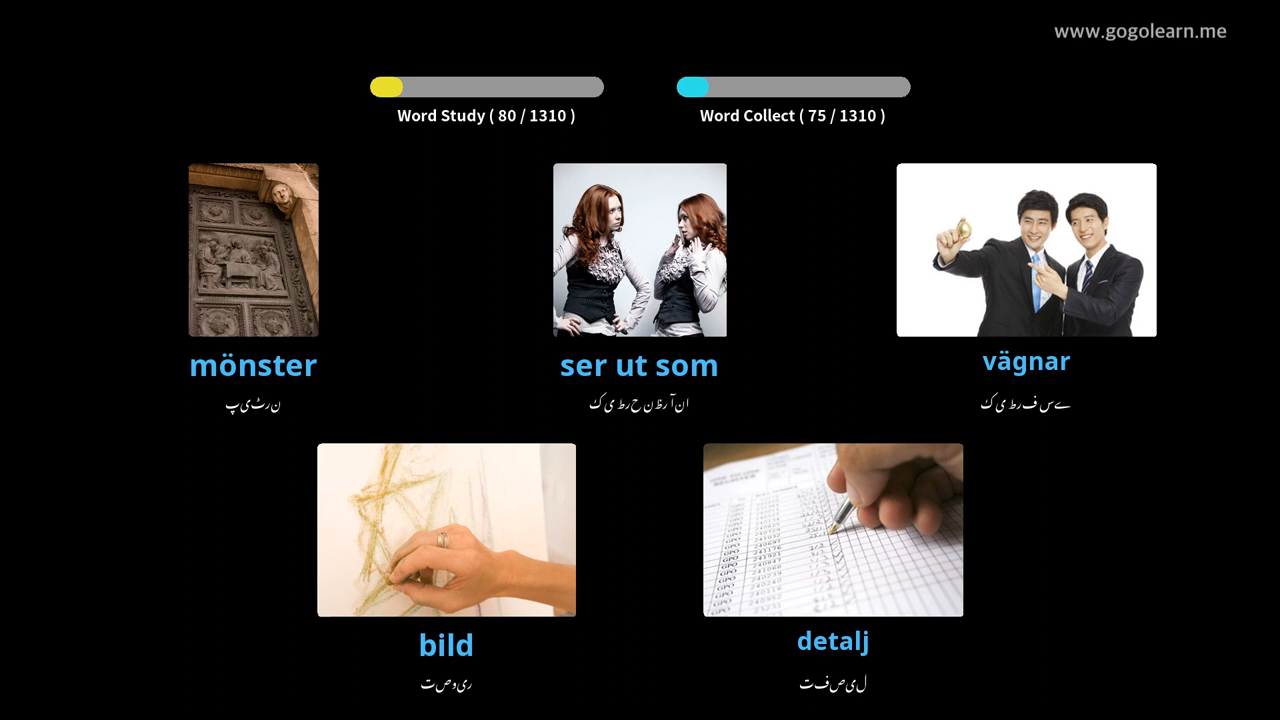 www.gogolearn.me
Word Study ( 80 / 1310 )
Word Collect ( 75 / 1310 )
mönster
پیٹرن
ser ut som
کی طرح نظر آنا
vägnar
کی طرف سے
bild
تصویر
detalj
تفصیل